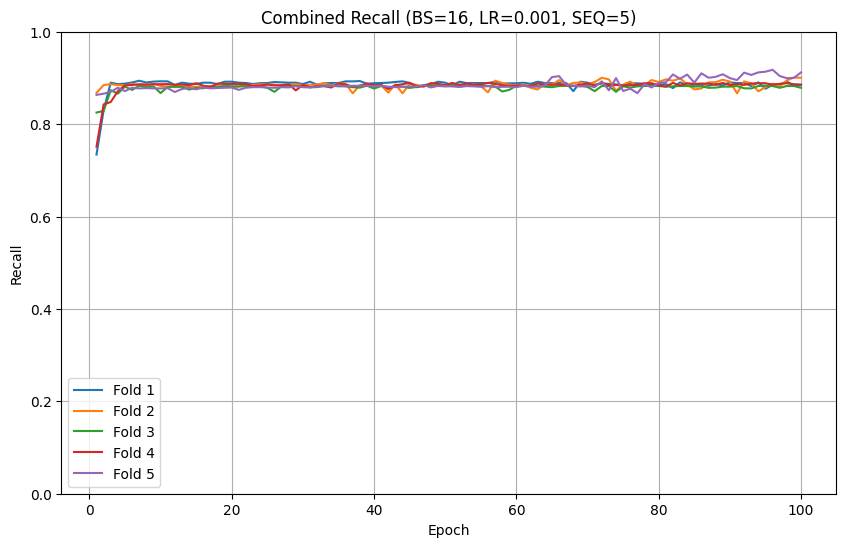 Combined Recall (BS=16, LR=0.001, SEQ=5)
1.0
0.8
0.6
0.4
0.2
0.0
Recall
Fold 1
Fold 2
Fold 3
Fold 4
Fold 5
0 20 40 60 80 100
Epoch